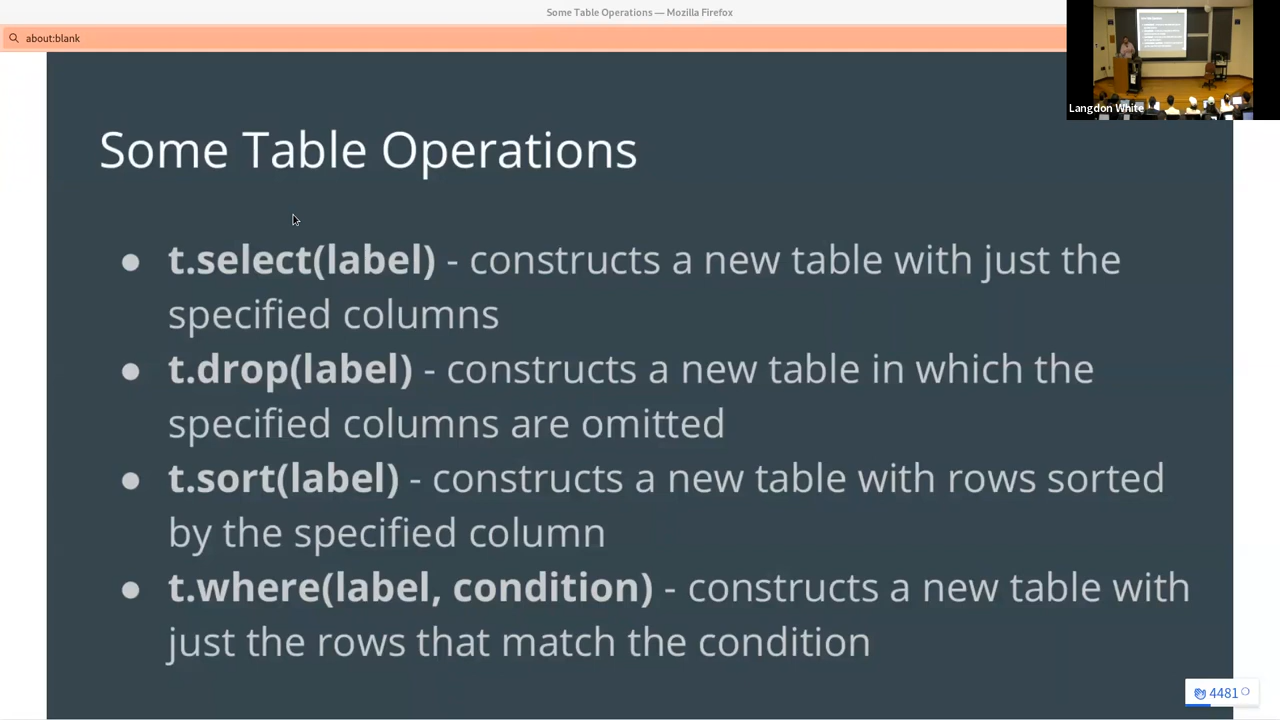 Some Table Operations — Mozilla Firefox
about:blank
Langdon White
Some Table Operations
● t.select(label) - constructs a new table with just the
specified columns
● t.drop(label) - constructs a new table in which the
specified columns are omitted
● t.sort(label) - constructs a new table with rows sorted
by the specified column
● t.where(label, condition) - constructs a new table with
just the rows that match the condition
4481